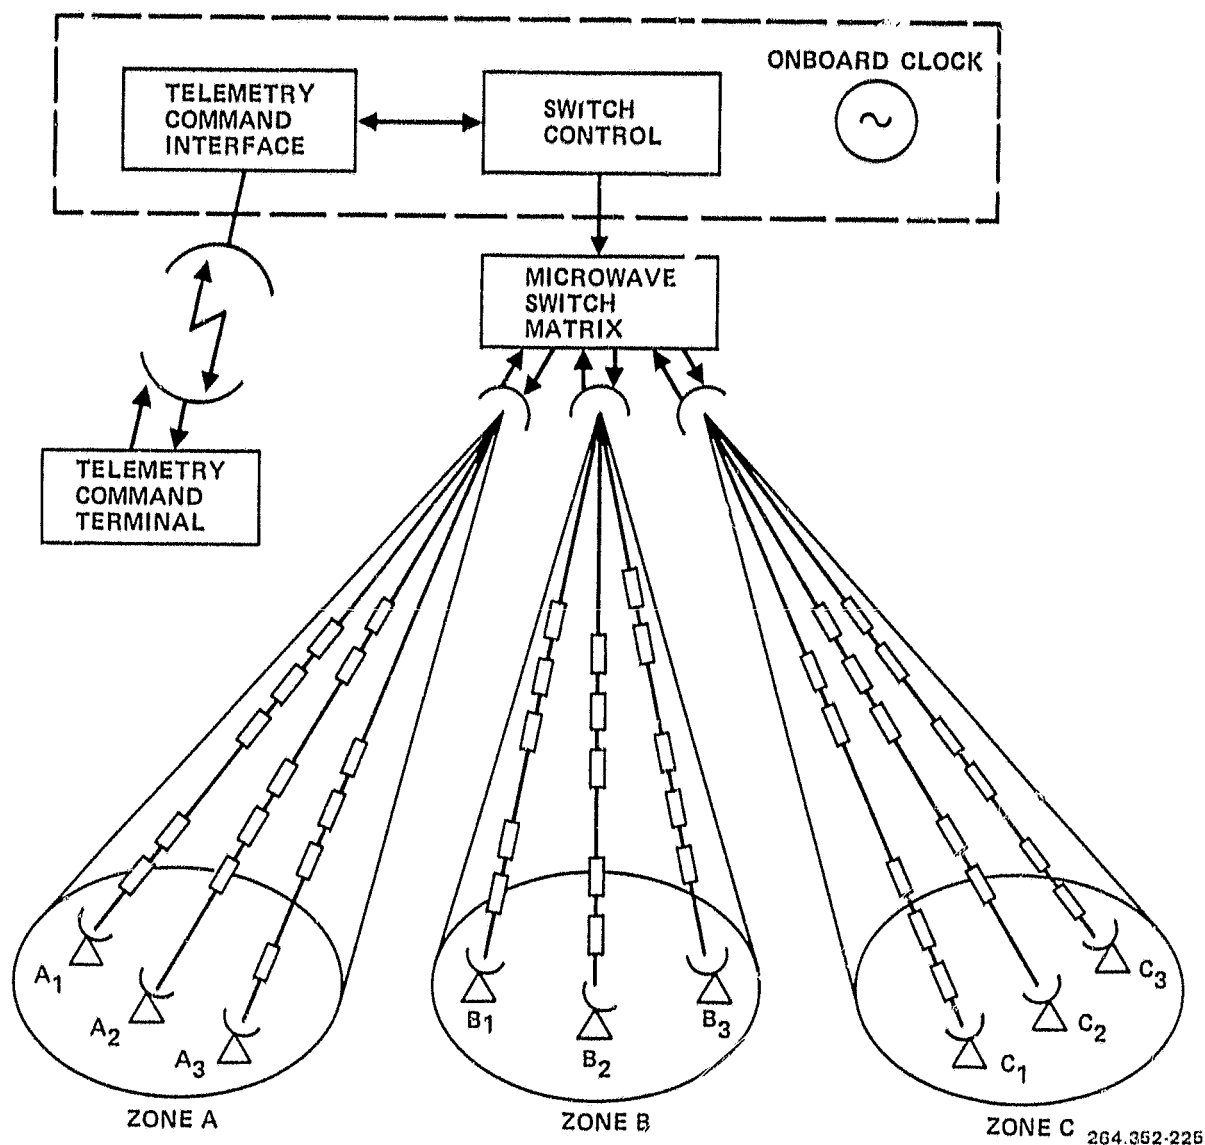 ONBOARD CLOCK
TELEMETRY
COMMAND
INTERFACE
SWITCH
CONTROL
~
MICROWAVE
SWITCH
MATRIX
TELEMETRY
COMMAND
TERMINAL
A1
A2
A3
B1
B2
B3
C1
C2
C3
ZONE A
ZONE B
ZONE C
264.352-225